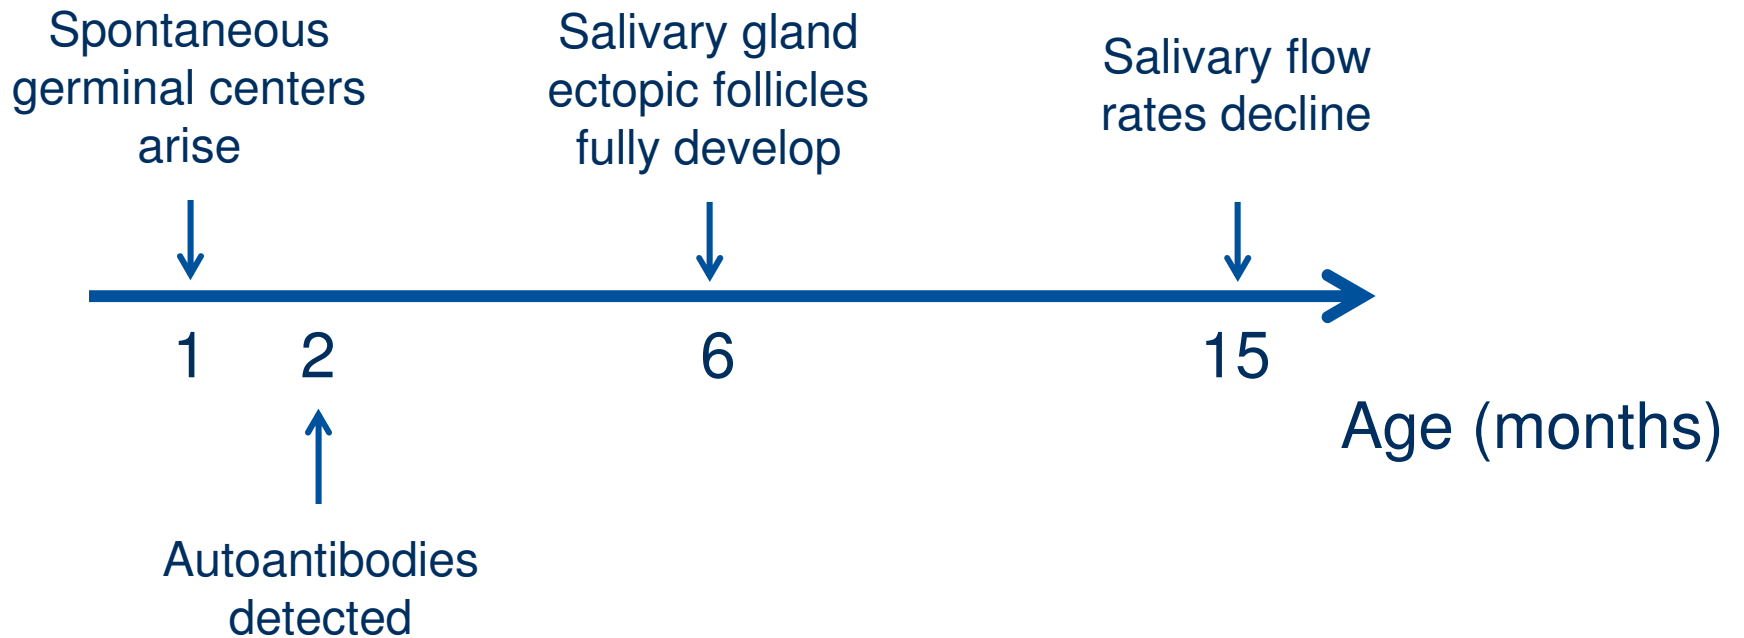 Spontaneous
germinal centers
arise
Salivary gland
ectopic follicles
fully develop
Salivary flow
rates decline
1
2
6
15
Age (months)
Autoantibodies
detected